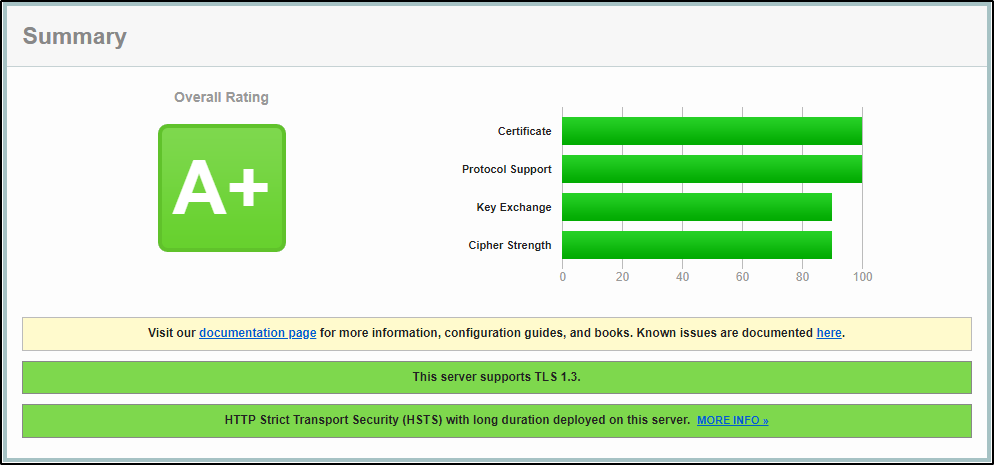 Summary
Overall Rating
A+
Certificate
Protocol Support
Key Exchange
Cipher Strength
0 20 40 60 80 100
Visit our documentation page for more information, configuration guides, and books. Known issues are documented here.
This server supports TLS 1.3.
HTTP Strict Transport Security (HSTS) with long duration deployed on this server. MORE INFO »